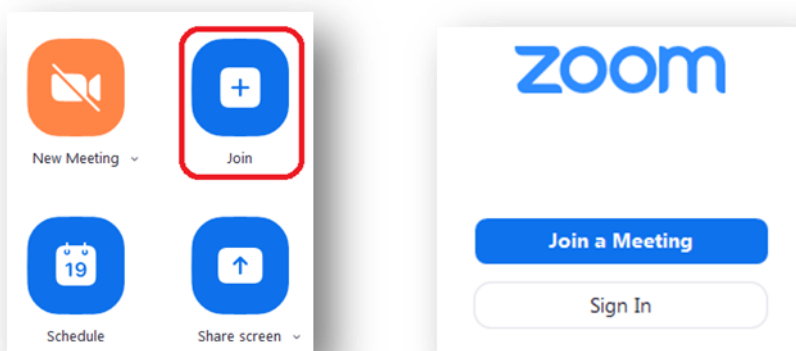 New Meeting
Join
19
Schedule
Share screen
zoom
Join a Meeting
Sign In